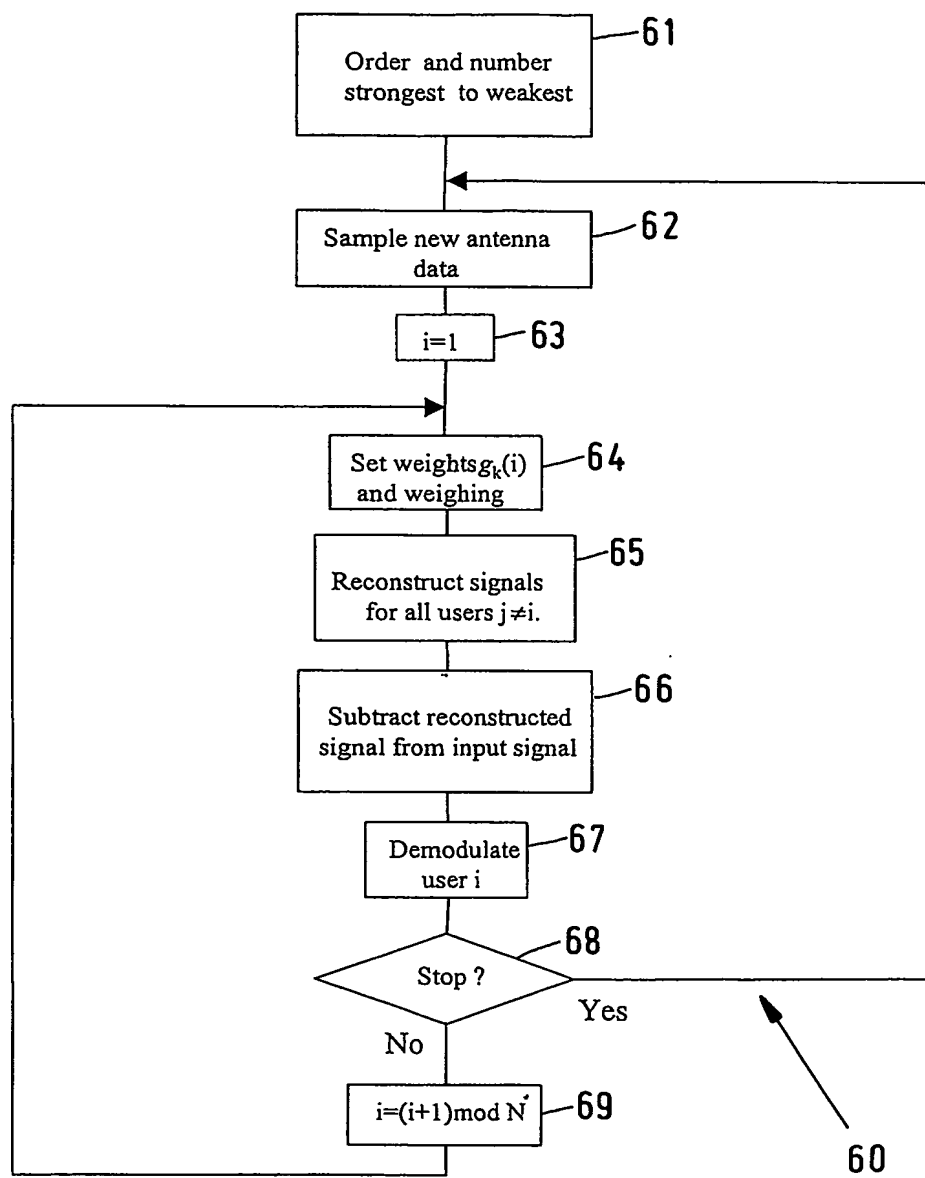 61
Order and number
strongest to weakest
Sample new antenna
data
62
i=1
63
Set weightsgk(i)
and weighing
64
65
Reconstruct signals
for all users j≠i.
66
Subtract reconstructed
signal from input signal
67
Demodulate
user i
68
Stop ?
Yes
No
i=(i+1)mod N
69
60